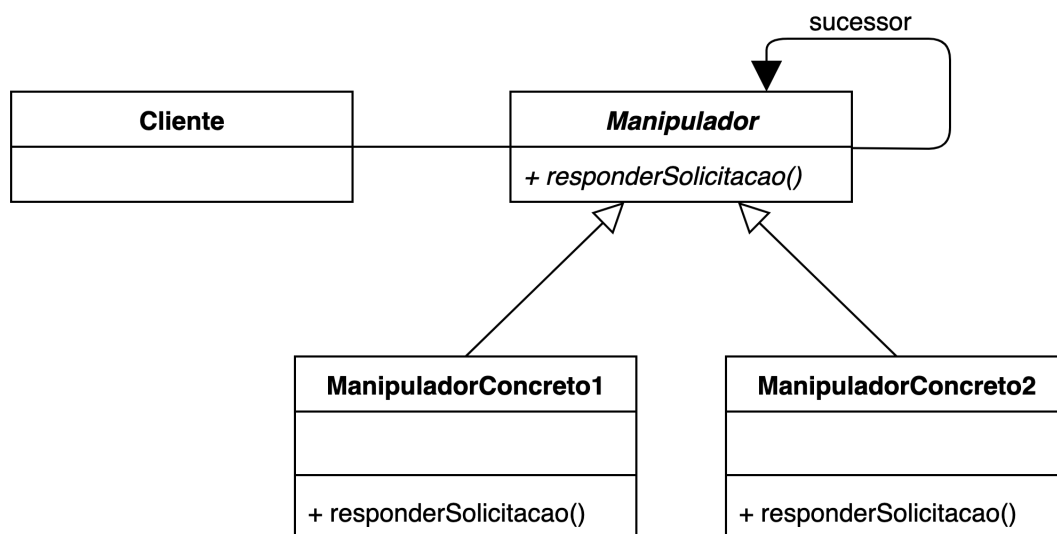 sucessor
Cliente
Manipulador
+ responderSolicitacao()
ManipuladorConcreto1
ManipuladorConcreto2
+ responderSolicitacao()
+ responderSolicitacao()